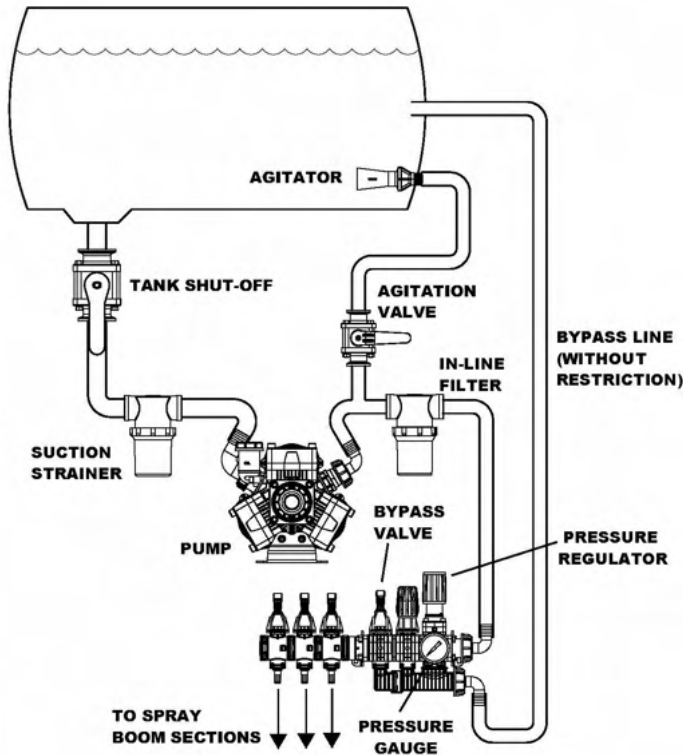 AGITATOR
TANK SHUT-OFF
AGITATION
VALVE
BYPASS LINE
(WITHOUT
RESTRICTION)
IN-LINE
FILTER
SUCTION
STRAINER
PUMP
BYPASS
VALVE
PRESSURE
REGULATOR
TO SPRAY
BOOM SECTIONS
PRESSURE
GAUGE